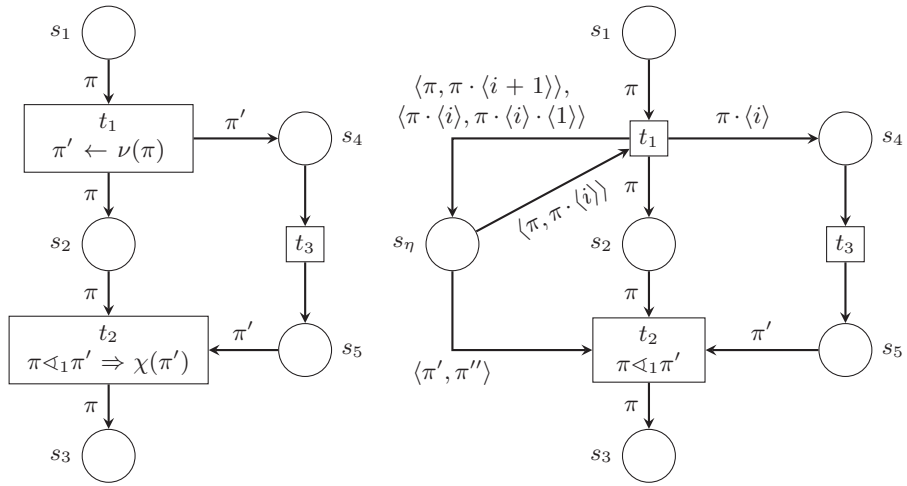 s₁
π
t₁
π′ ← ν(π)
π′
s₄
π
s₂
t₃
π
t₂
π⋖₁π′ ⇒ χ(π′)
π′
s₅
π
s₃
s₁
⟨π, π · ⟨i + 1⟩⟩,
⟨π · ⟨i⟩, π · ⟨i⟩ · ⟨1⟩⟩
π
t₁
π · ⟨i⟩
s₄
π
⟨π, π · ⟨i⟩⟩
s_η
s₂
t₃
π
t₂
π⋖₁π′
π′
s₅
⟨π′, π″⟩
π
s₃